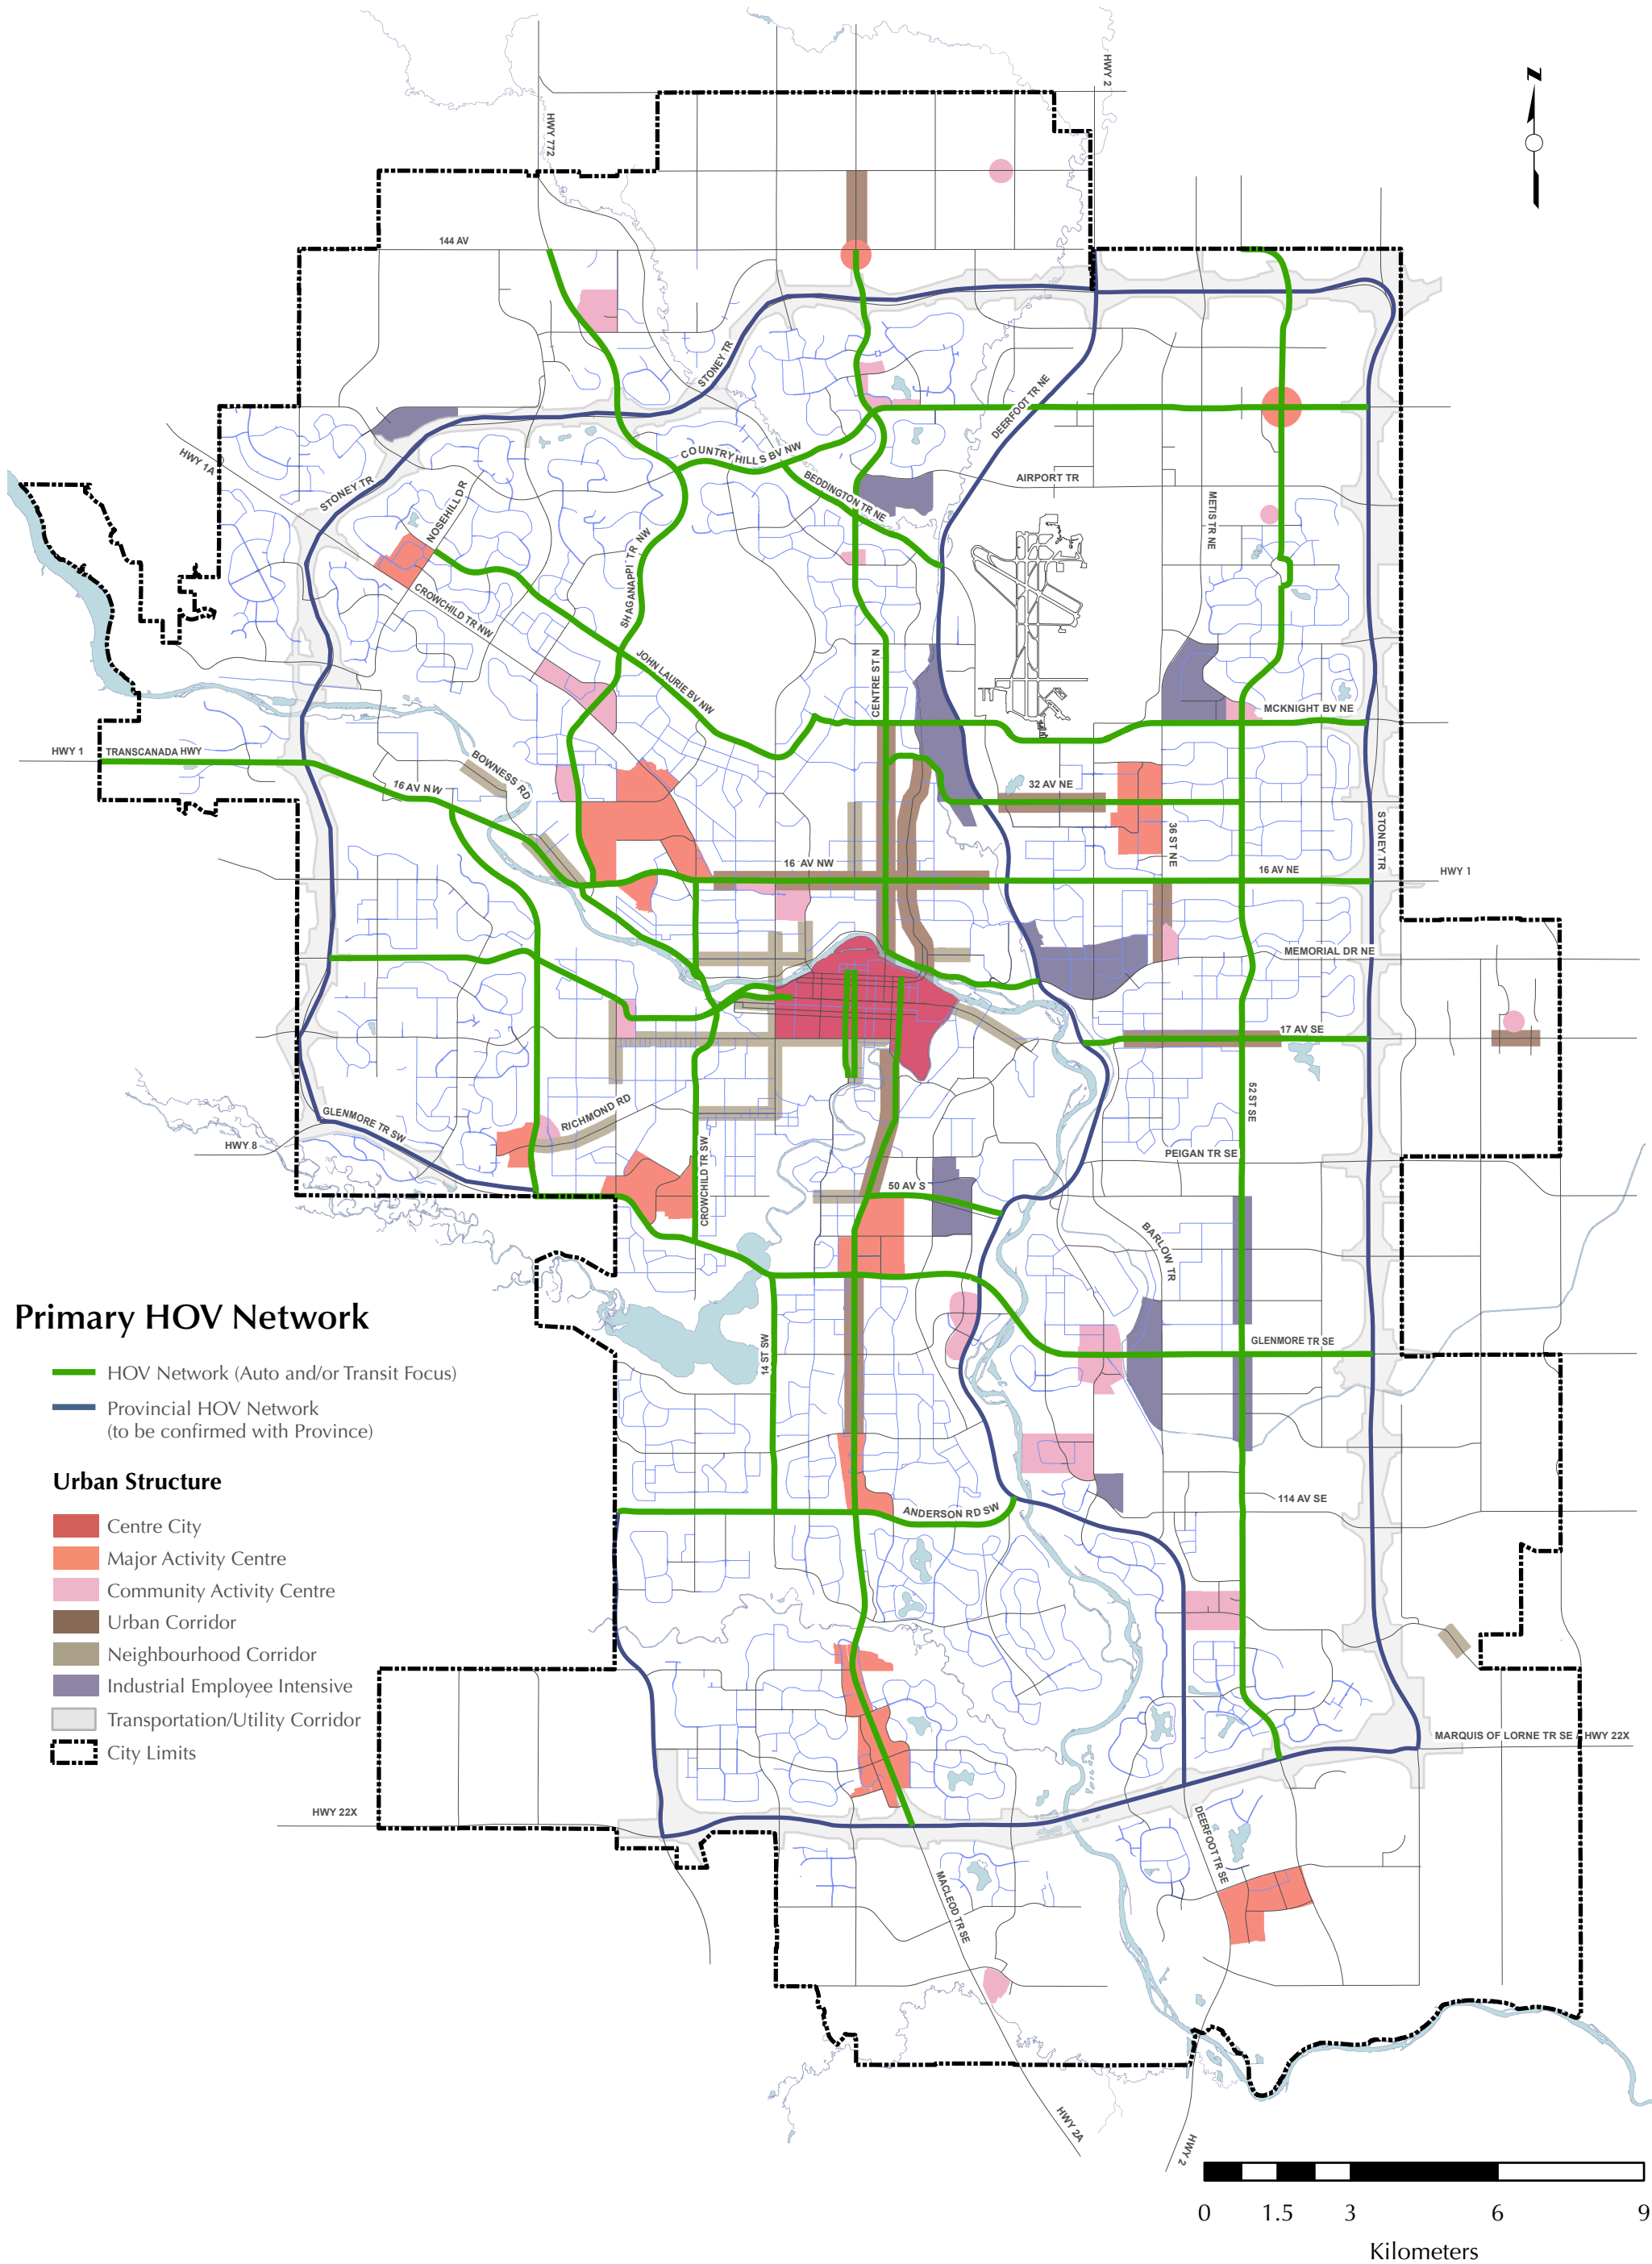 HWY 2
N
HWY 772
144 AV
STONEY TR
DEERFOOT TR NE
COUNTRY HILLS BV NW
HWY 1A
STONEY TR
NOSEHILL DR
BEDDINGTON TR NE
AIRPORT TR
METIS TR NE
SHAGANAPPI TR NW
CROWCHILD TR NW
JOHN LAURIE BV NW
CENTRE ST N
MCKNIGHT BV NE
HWY 1
TRANSCANADA HWY
BOWNESS RD
16 AV NW
32 AV NE
36 ST NE
STONEY TR
16 AV NW
16 AV NE
HWY 1
MEMORIAL DR NE
17 AV SE
52 ST SE
GLENMORE TR SW
RICHMOND RD
HWY 8
CROWCHILD TR SW
PEIGAN TR SE
50 AV S
BARLOW TR
GLENMORE TR SE
14 ST SW
Primary HOV Network
HOV Network (Auto and/or Transit Focus)
Provincial HOV Network
(to be confirmed with Province)
Urban Structure
Centre City
Major Activity Centre
Community Activity Centre
Urban Corridor
Neighbourhood Corridor
Industrial Employee Intensive
Transportation/Utility Corridor
City Limits
114 AV SE
ANDERSON RD SW
MARQUIS OF LORNE TR SE / HWY 22X
HWY 22X
DEERFOOT TR SE
MACLEOD TR SE
HWY 2A
HWY 2
0 1.5 3 6 9
Kilometers